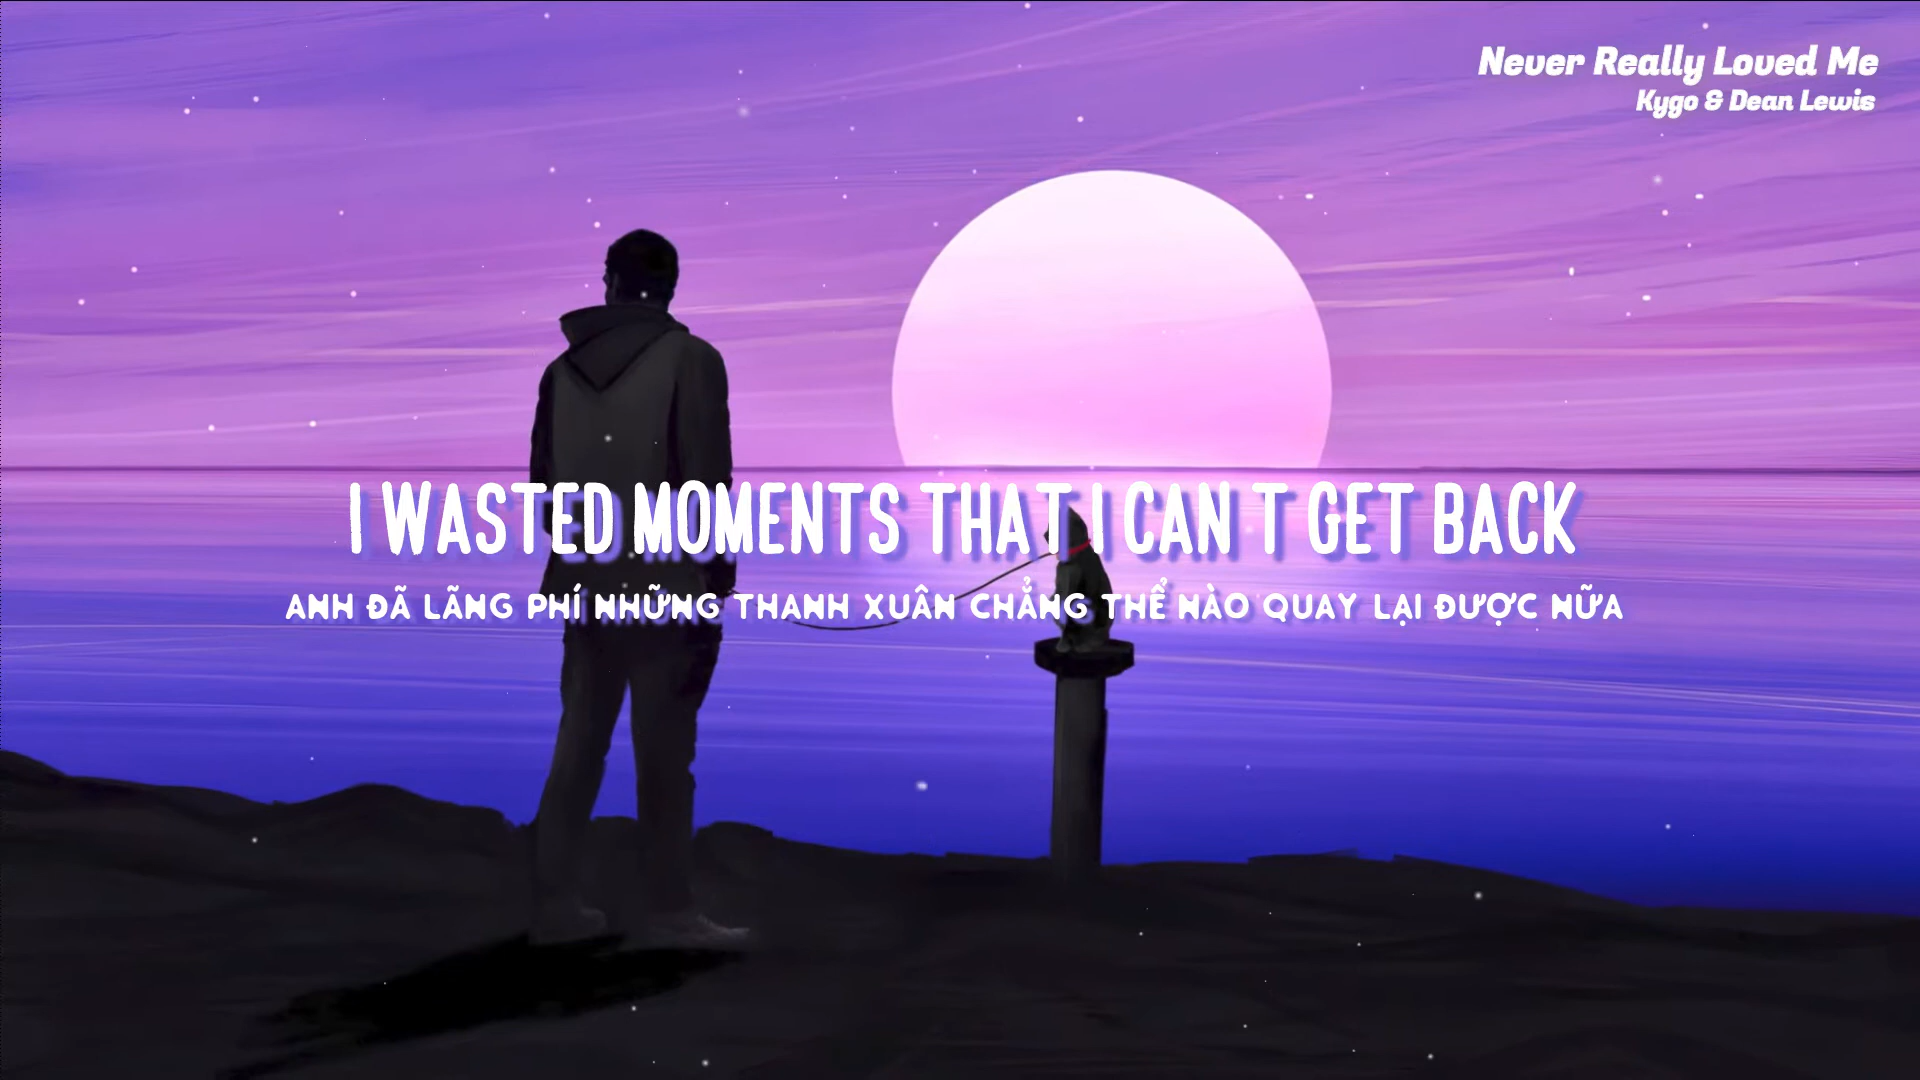 Never Really Loved Me
Kygo & Dean Lewis
I WASTED MOMENTS THAT I CAN T GET BACK
ANH ĐÃ LÃNG PHÍ NHỮNG THANH XUÂN CHẲNG THỂ NÀO QUAY LẠI ĐƯỢC NỮA